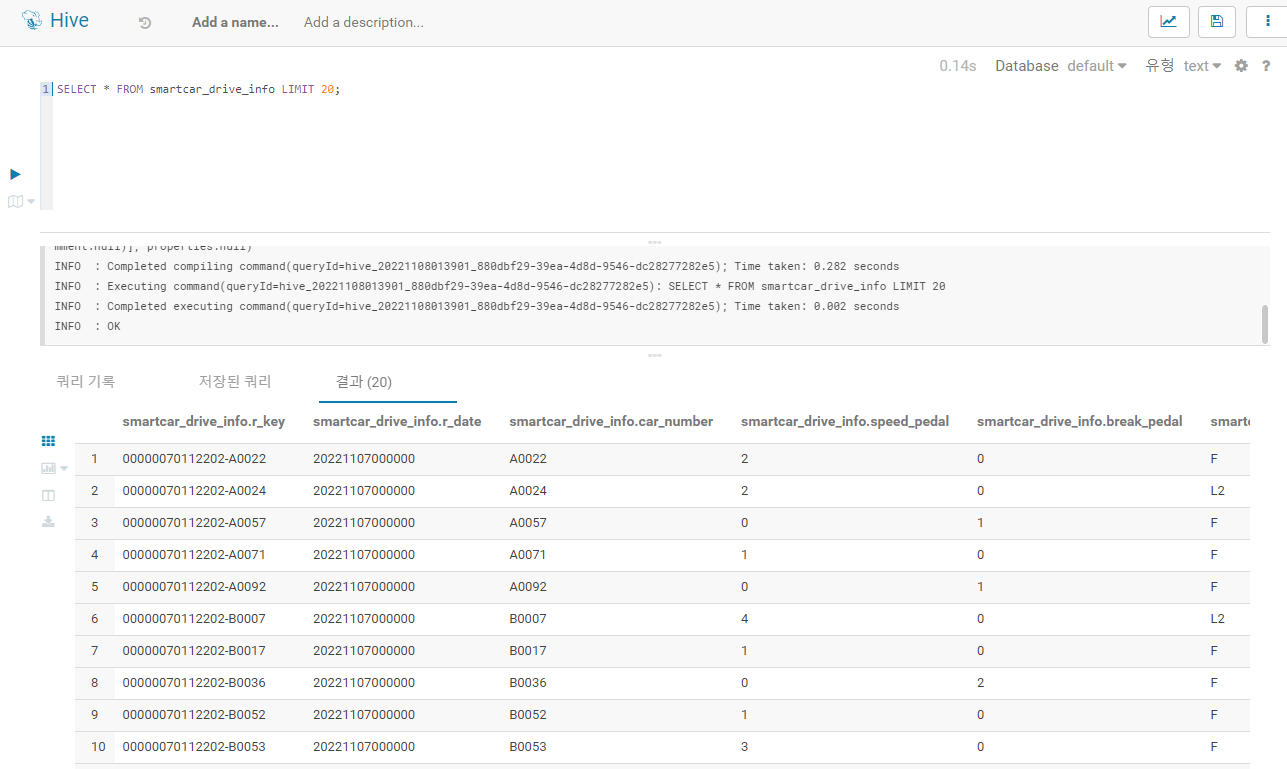 Hive
Add a name...
Add a description...
0.14s Database default 유형 text ?
1 SELECT * FROM smartcar_drive_info LIMIT 20;
mment:null)], properties:null)
INFO : Completed compiling command(queryId=hive_20221108013901_880dbf29-39ea-4d8d-9546-dc28277282e5); Time taken: 0.282 seconds
INFO : Executing command(queryId=hive_20221108013901_880dbf29-39ea-4d8d-9546-dc28277282e5): SELECT * FROM smartcar_drive_info LIMIT 20
INFO : Completed executing command(queryId=hive_20221108013901_880dbf29-39ea-4d8d-9546-dc28277282e5); Time taken: 0.002 seconds
INFO : OK
쿼리 기록 저장된 쿼리 결과 (20)
smartcar_drive_info.r_key smartcar_drive_info.r_date smartcar_drive_info.car_number smartcar_drive_info.speed_pedal smartcar_drive_info.break_pedal
1 00000070112202-A0022 20221107000000 A0022 2 0 F
2 00000070112202-A0024 20221107000000 A0024 2 0 L2
3 00000070112202-A0057 20221107000000 A0057 0 1 F
4 00000070112202-A0071 20221107000000 A0071 1 0 F
5 00000070112202-A0092 20221107000000 A0092 0 1 F
6 00000070112202-B0007 20221107000000 B0007 4 0 L2
7 00000070112202-B0017 20221107000000 B0017 1 0 F
8 00000070112202-B0036 20221107000000 B0036 0 2 F
9 00000070112202-B0052 20221107000000 B0052 1 0 F
10 00000070112202-B0053 20221107000000 B0053 3 0 F